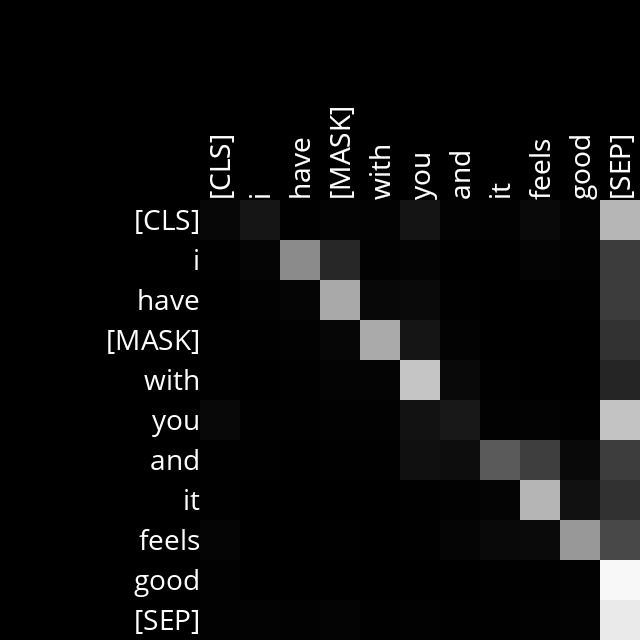 [CLS] i have [MASK] with you and it feels good [SEP]
[CLS]
i
have
[MASK]
with
you
and
it
feels
good
[SEP]